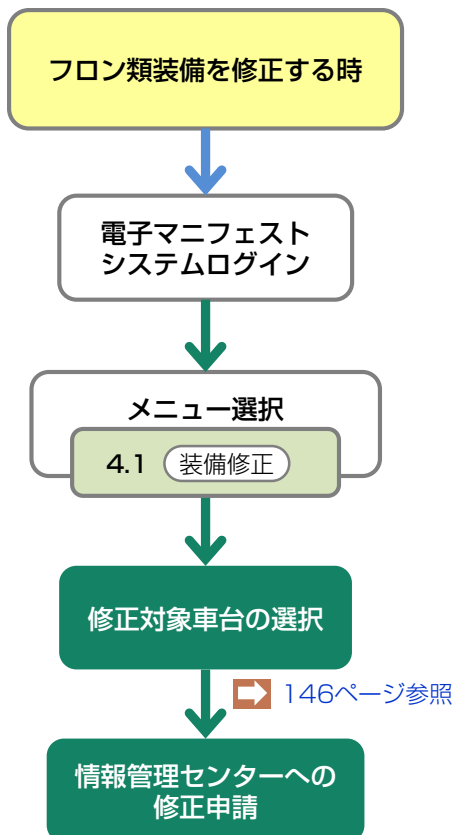 フロン類装備を修正する時
電子マニフェスト
システムログイン
メニュー選択
4.1 装備修正
修正対象車台の選択
146ページ参照
情報管理センターへの
修正申請